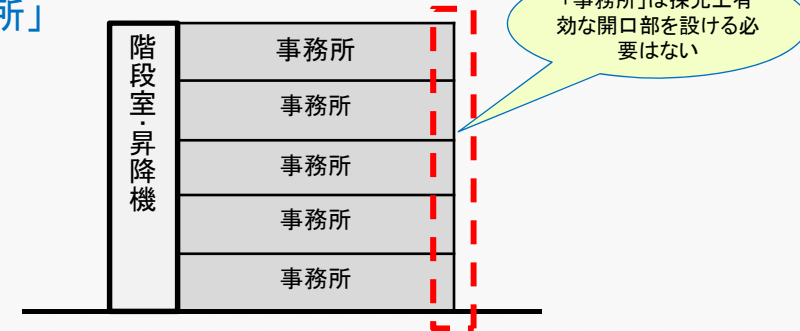 所」
「事務所」は採光上有
効な開口部を設ける必
要はない
階段室・昇降機
事務所
事務所
事務所
事務所
事務所